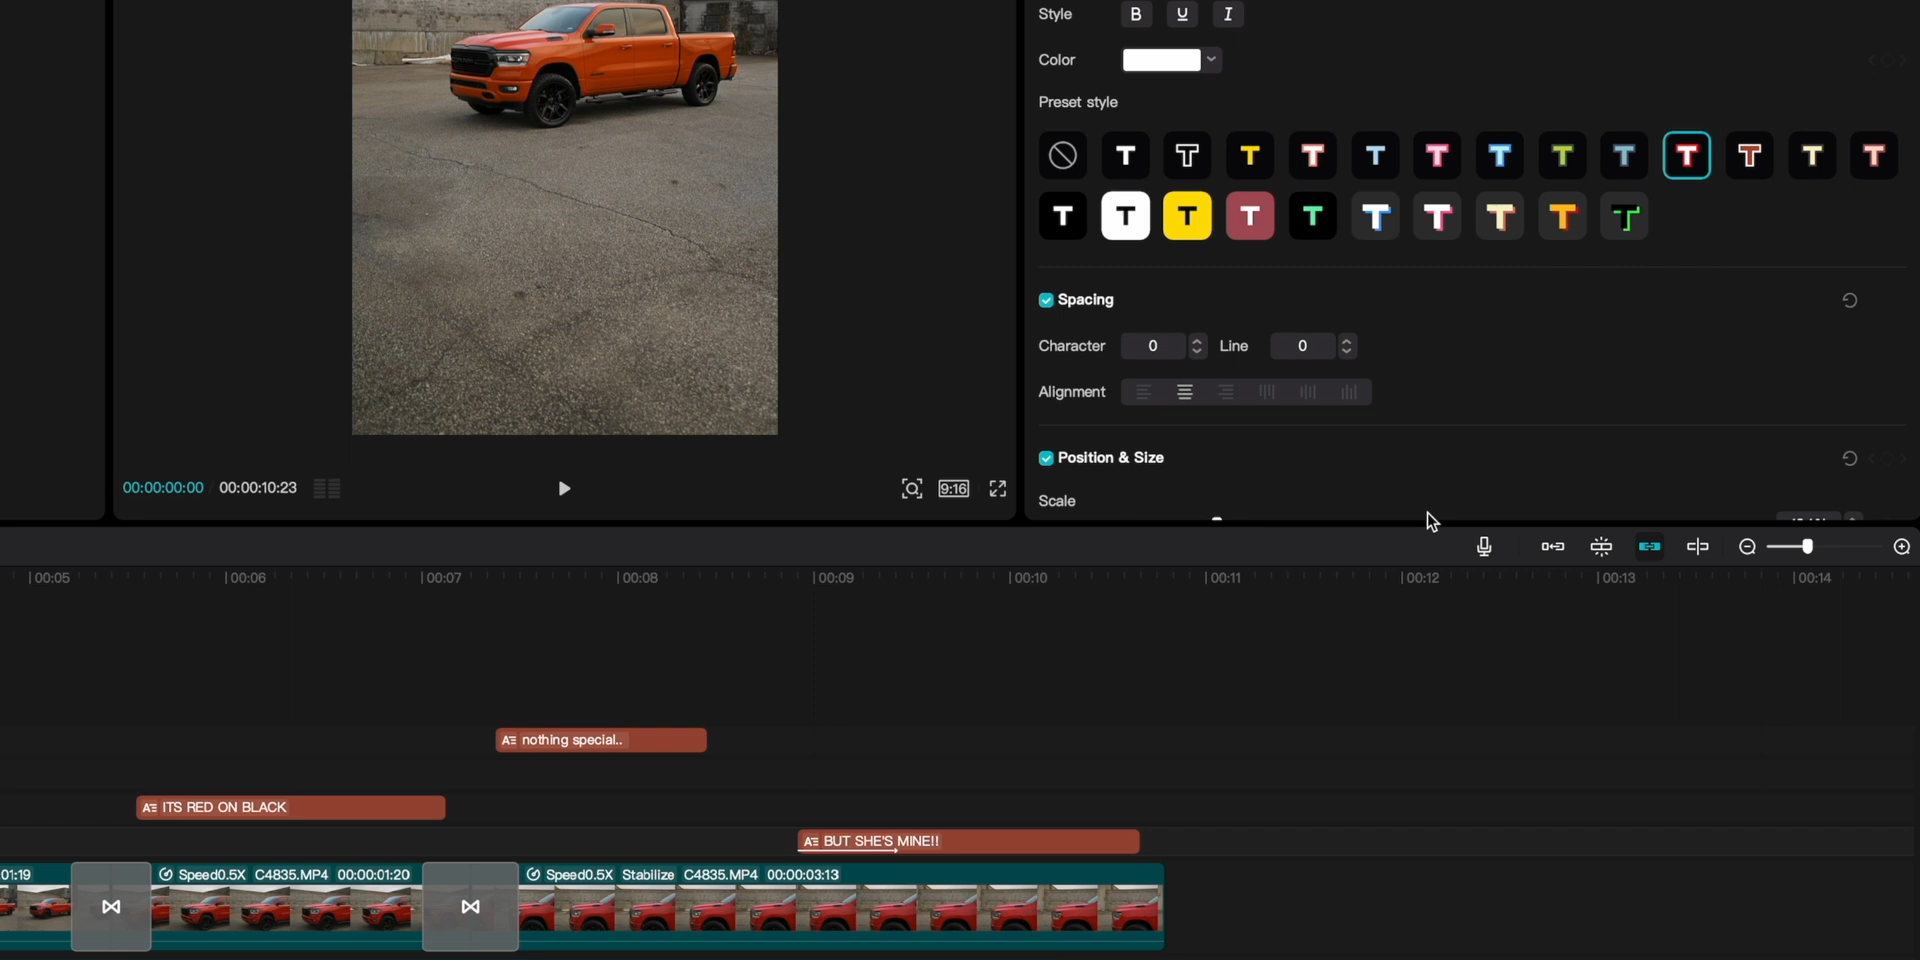 Style B U I
Color
Preset style
T T T T T T T T T T T T T
T T T T T T T T T T
Spacing
Character 0 Line 0
Alignment
Position & Size
00:00:00:00 00:00:10:23 9:16
Scale
00:05 00:06 00:07 00:08 00:09 00:10 00:11 00:12 00:13 00:14
nothing special..
ITS RED ON BLACK
BUT SHE'S MINE!!
01:19 Speed0.5X C4835.MP4 00:00:01:20 Speed0.5X Stabilize C4835.MP4 00:00:03:13